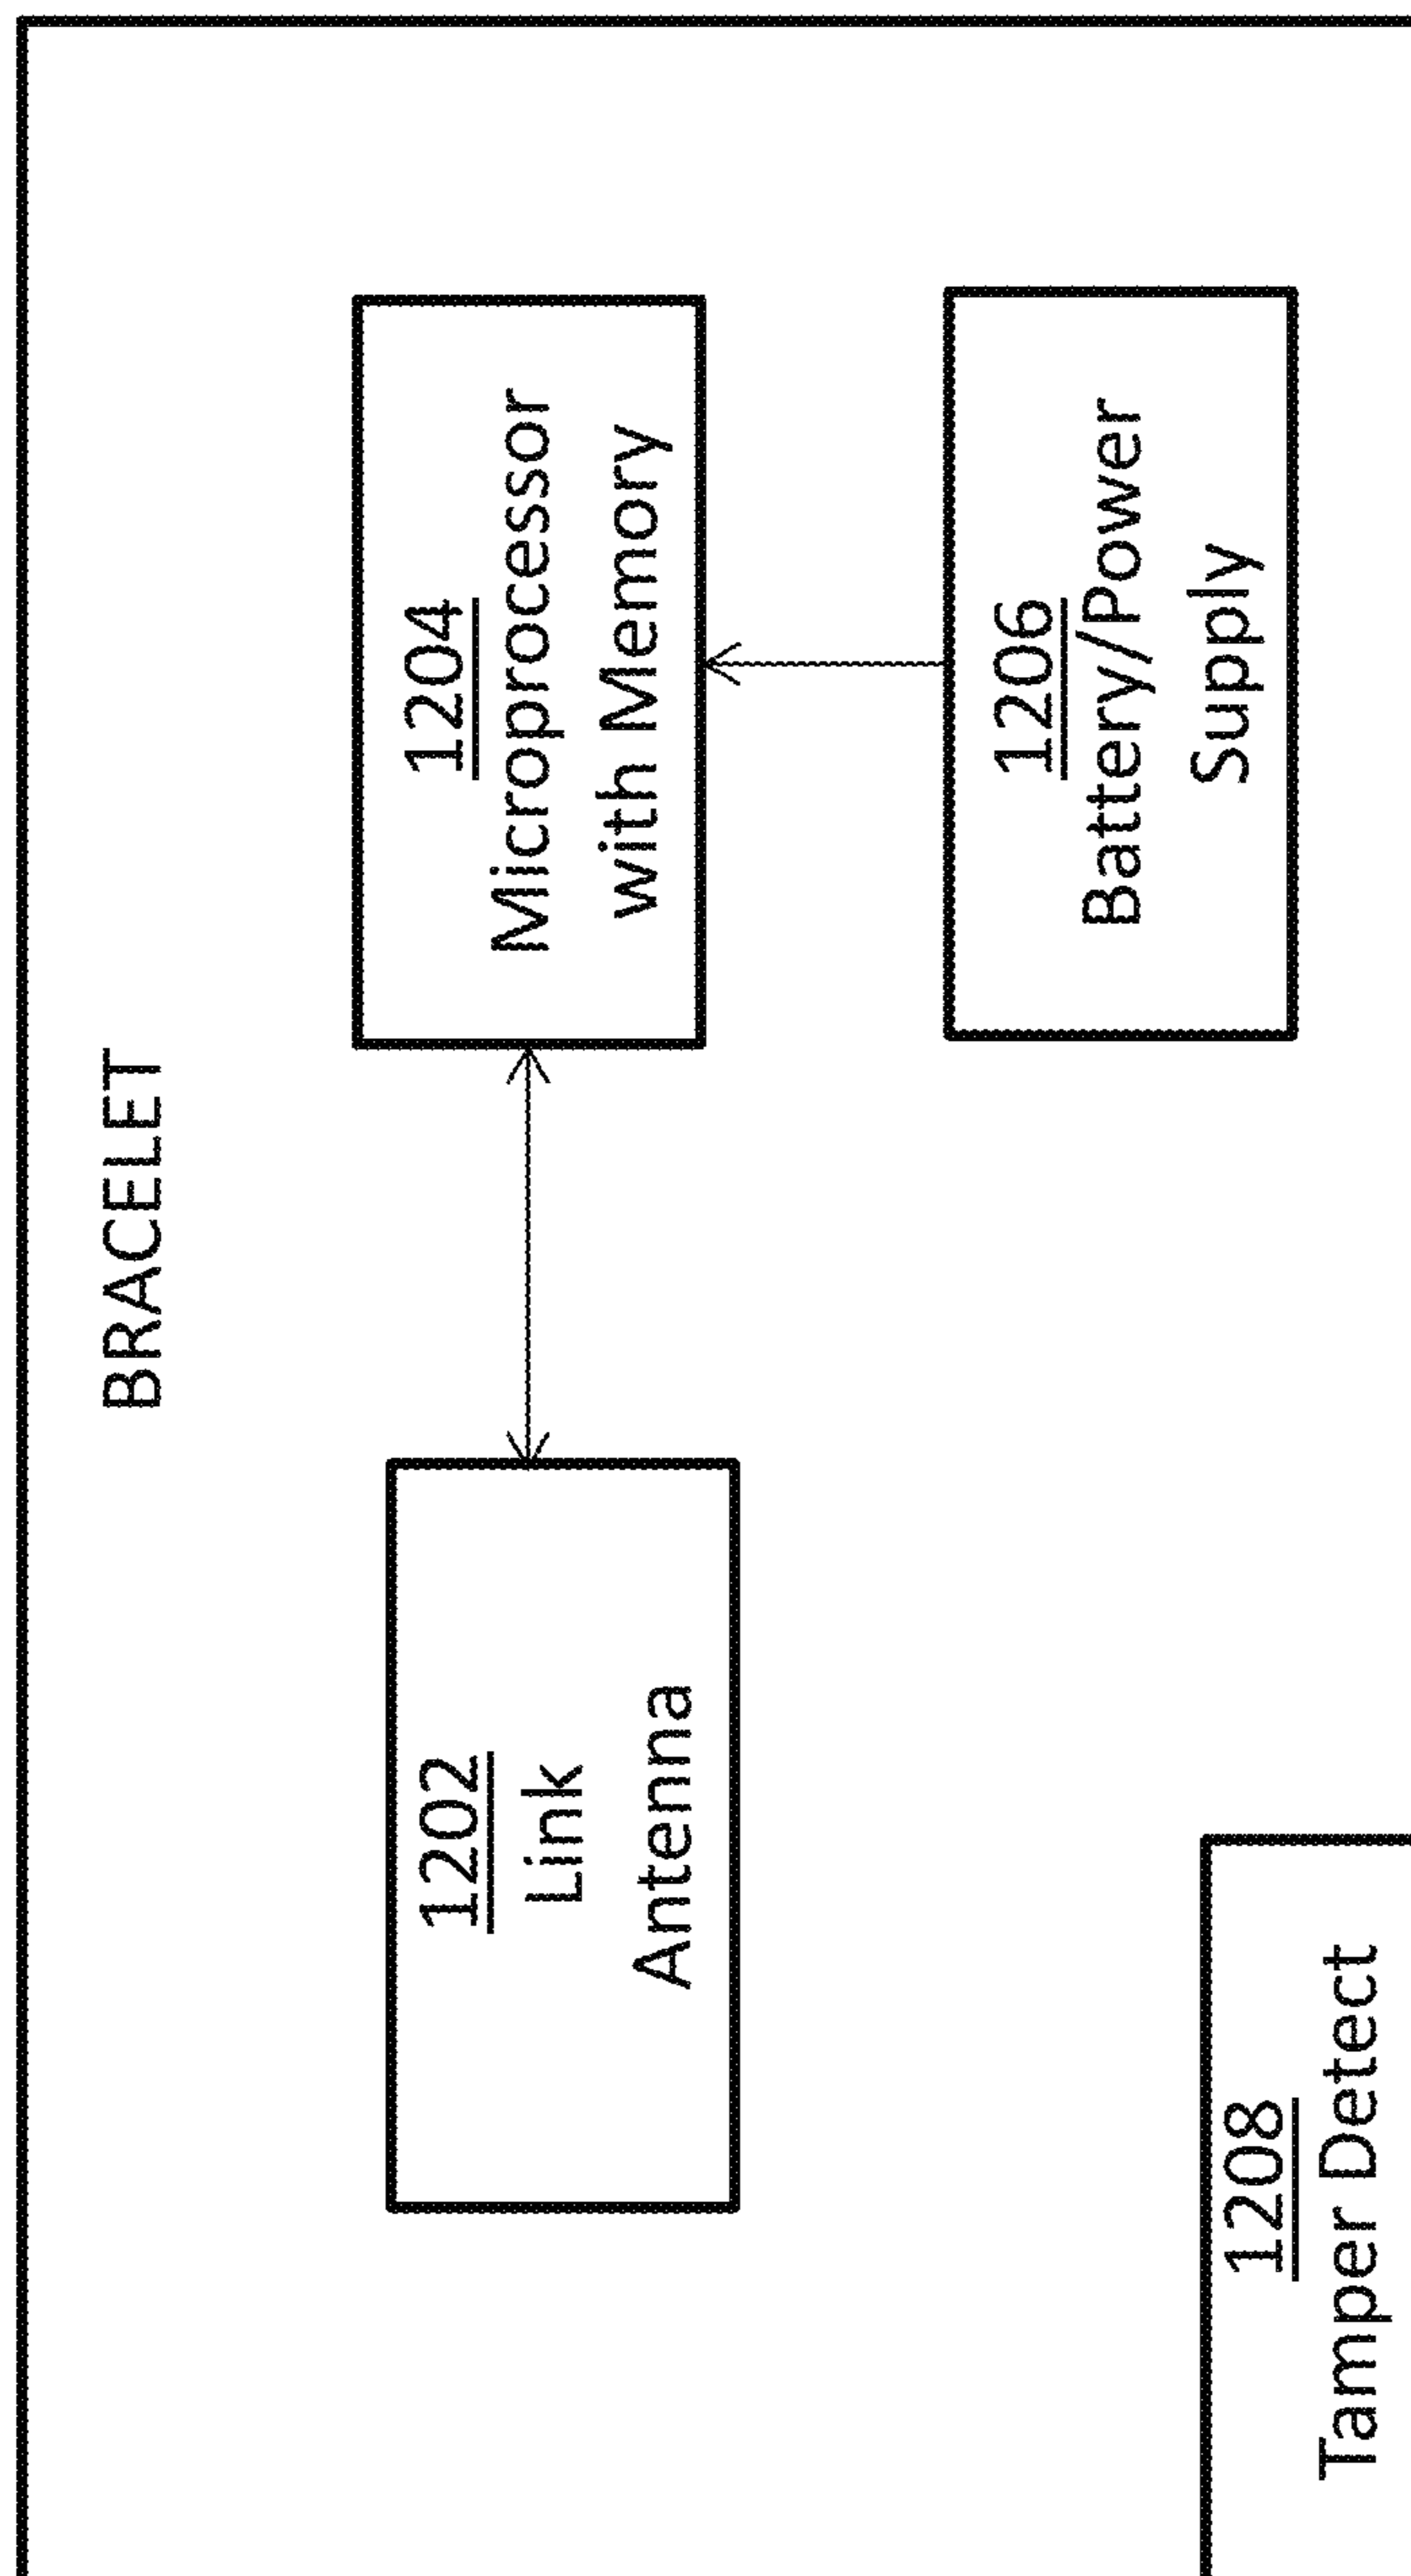 BRACELET
1202
Link
Antenna
1204
Microprocessor
with Memory
1206
Battery/Power
Supply
1208
Tamper Detect